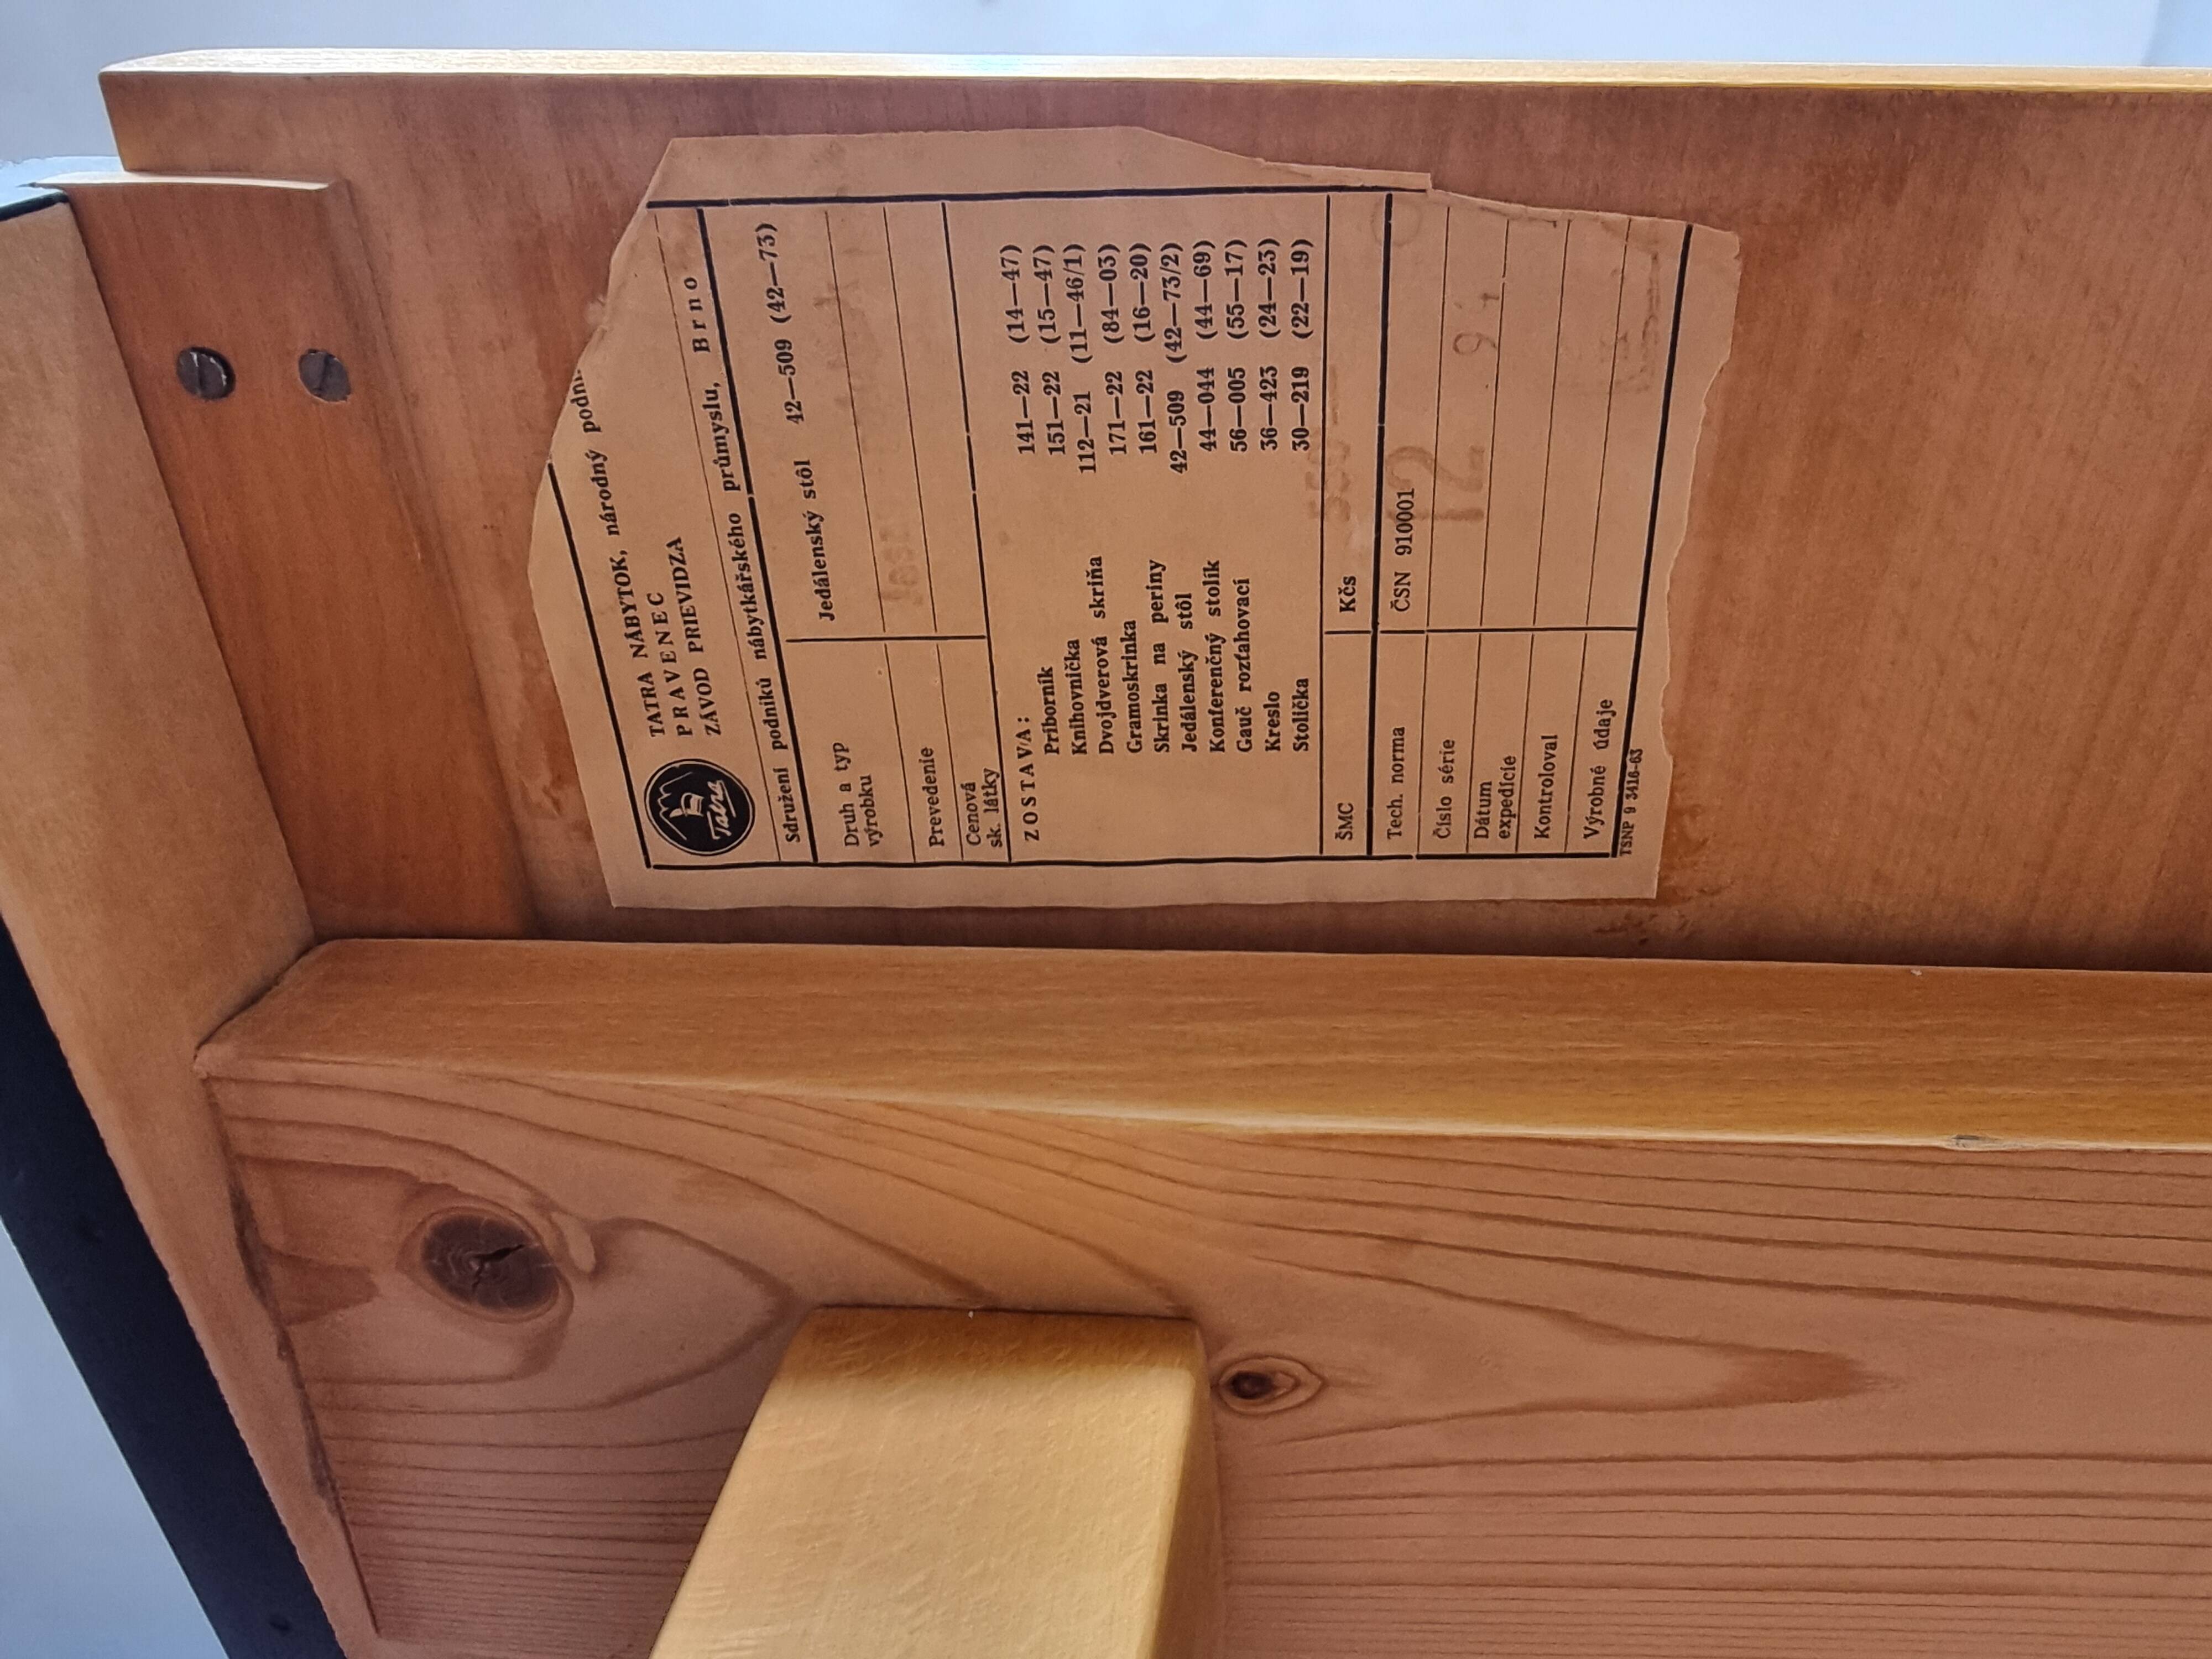 Tatra
TATRA NÁBYTOK, národný
PRAVENEC
ZÁVOD PRIEVIDZA
Sdružení podniků nábytkářského průmyslu, Brno
Druh a typ výrobku Jedálenský stôl 42—509 (42—73)
Prevedenie
Cenová sk. látky
ZOSTAVA:
Príborník 141—22 (14—47)
Knihovnička 151—22 (15—47)
Dvojdverová skriňa 112—21 (11—46/1)
Gramoskrinka 171—22 (84—03)
Skrinka na periny 161—22 (16—20)
Jedálenský stôl 42—509 (42—73/2)
Konferenčný stolík 44—044 (44—69)
Gauč rozťahovací 56—005 (55—17)
Kreslo 36—423 (24—23)
Stolička 30—219 (22—19)
ŠMC Kčs
Tech. norma ČSN 910001
Číslo série 12
Dátum expedície
Kontroloval
Výrobné údaje
TSNP 9 3416-63